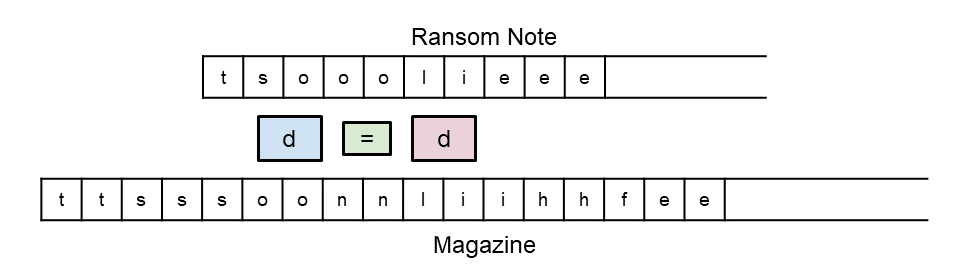 Ransom Note
t s o o o l i e e e
d = d
t t s s s o o n n l i i h h f e e
Magazine